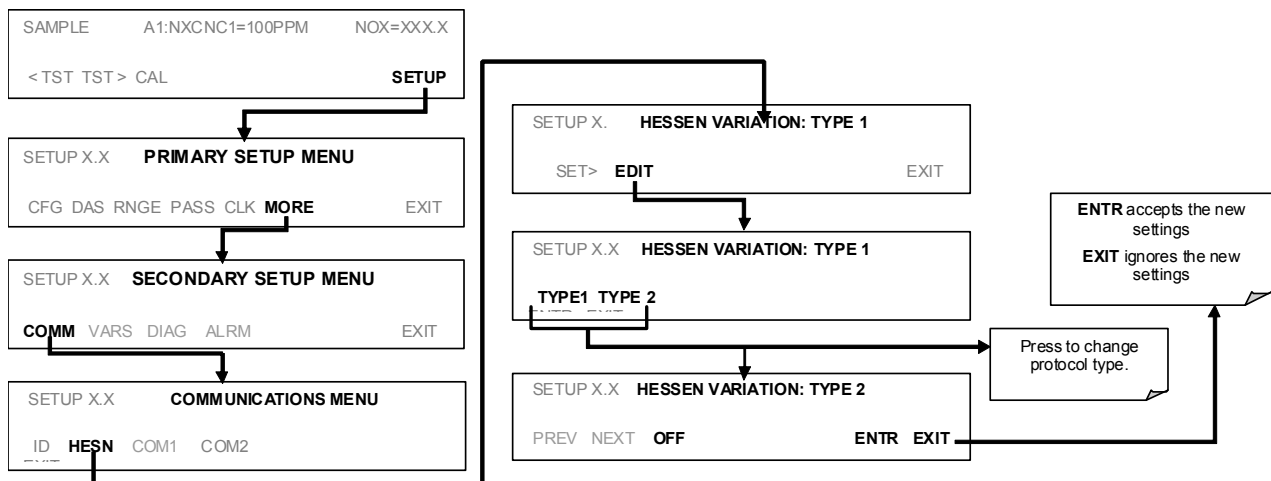 SAMPLE A1:NXCNC1=100PPM NOX=XXX.X
< TST TST > CAL SETUP
SETUP X.X PRIMARY SETUP MENU
CFG DAS RNGE PASS CLK MORE EXIT
SETUP X.X SECONDARY SETUP MENU
COMM VARS DIAG ALRM EXIT
SETUP X.X COMMUNICATIONS MENU
ID HESN COM1 COM2
EXIT
SETUP X. HESSEN VARIATION: TYPE 1
SET> EDIT EXIT
SETUP X.X HESSEN VARIATION: TYPE 1
TYPE1 TYPE 2
ENTR EXIT
SETUP X.X HESSEN VARIATION: TYPE 2
PREV NEXT OFF ENTR EXIT
Press to change
protocol type.
ENTR accepts the new
settings
EXIT ignores the new
settings